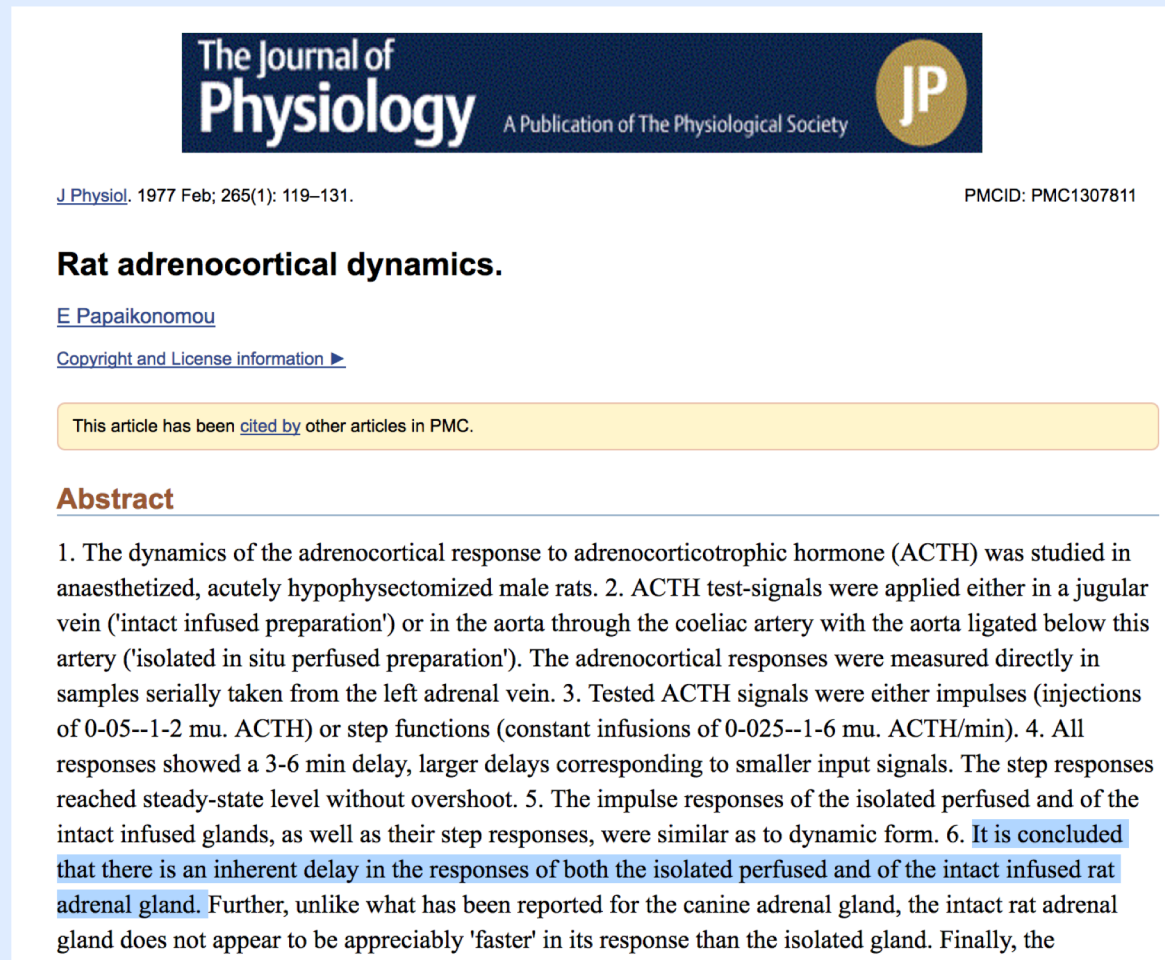 The Journal of
Physiology
A Publication of The Physiological Society
JP
J Physiol. 1977 Feb; 265(1): 119–131.
PMCID: PMC1307811
Rat adrenocortical dynamics.
E Papaikonomou
Copyright and License information ►
This article has been cited by other articles in PMC.
Abstract
1. The dynamics of the adrenocortical response to adrenocorticotrophic hormone (ACTH) was studied in
anaesthetized, acutely hypophysectomized male rats. 2. ACTH test-signals were applied either in a jugular
vein ('intact infused preparation') or in the aorta through the coeliac artery with the aorta ligated below this
artery ('isolated in situ perfused preparation'). The adrenocortical responses were measured directly in
samples serially taken from the left adrenal vein. 3. Tested ACTH signals were either impulses (injections
of 0-05--1-2 mu. ACTH) or step functions (constant infusions of 0-025--1-6 mu. ACTH/min). 4. All
responses showed a 3-6 min delay, larger delays corresponding to smaller input signals. The step responses
reached steady-state level without overshoot. 5. The impulse responses of the isolated perfused and of the
intact infused glands, as well as their step responses, were similar as to dynamic form. 6. It is concluded
that there is an inherent delay in the responses of both the isolated perfused and of the intact infused rat
adrenal gland. Further, unlike what has been reported for the canine adrenal gland, the intact rat adrenal
gland does not appear to be appreciably 'faster' in its response than the isolated gland. Finally, the